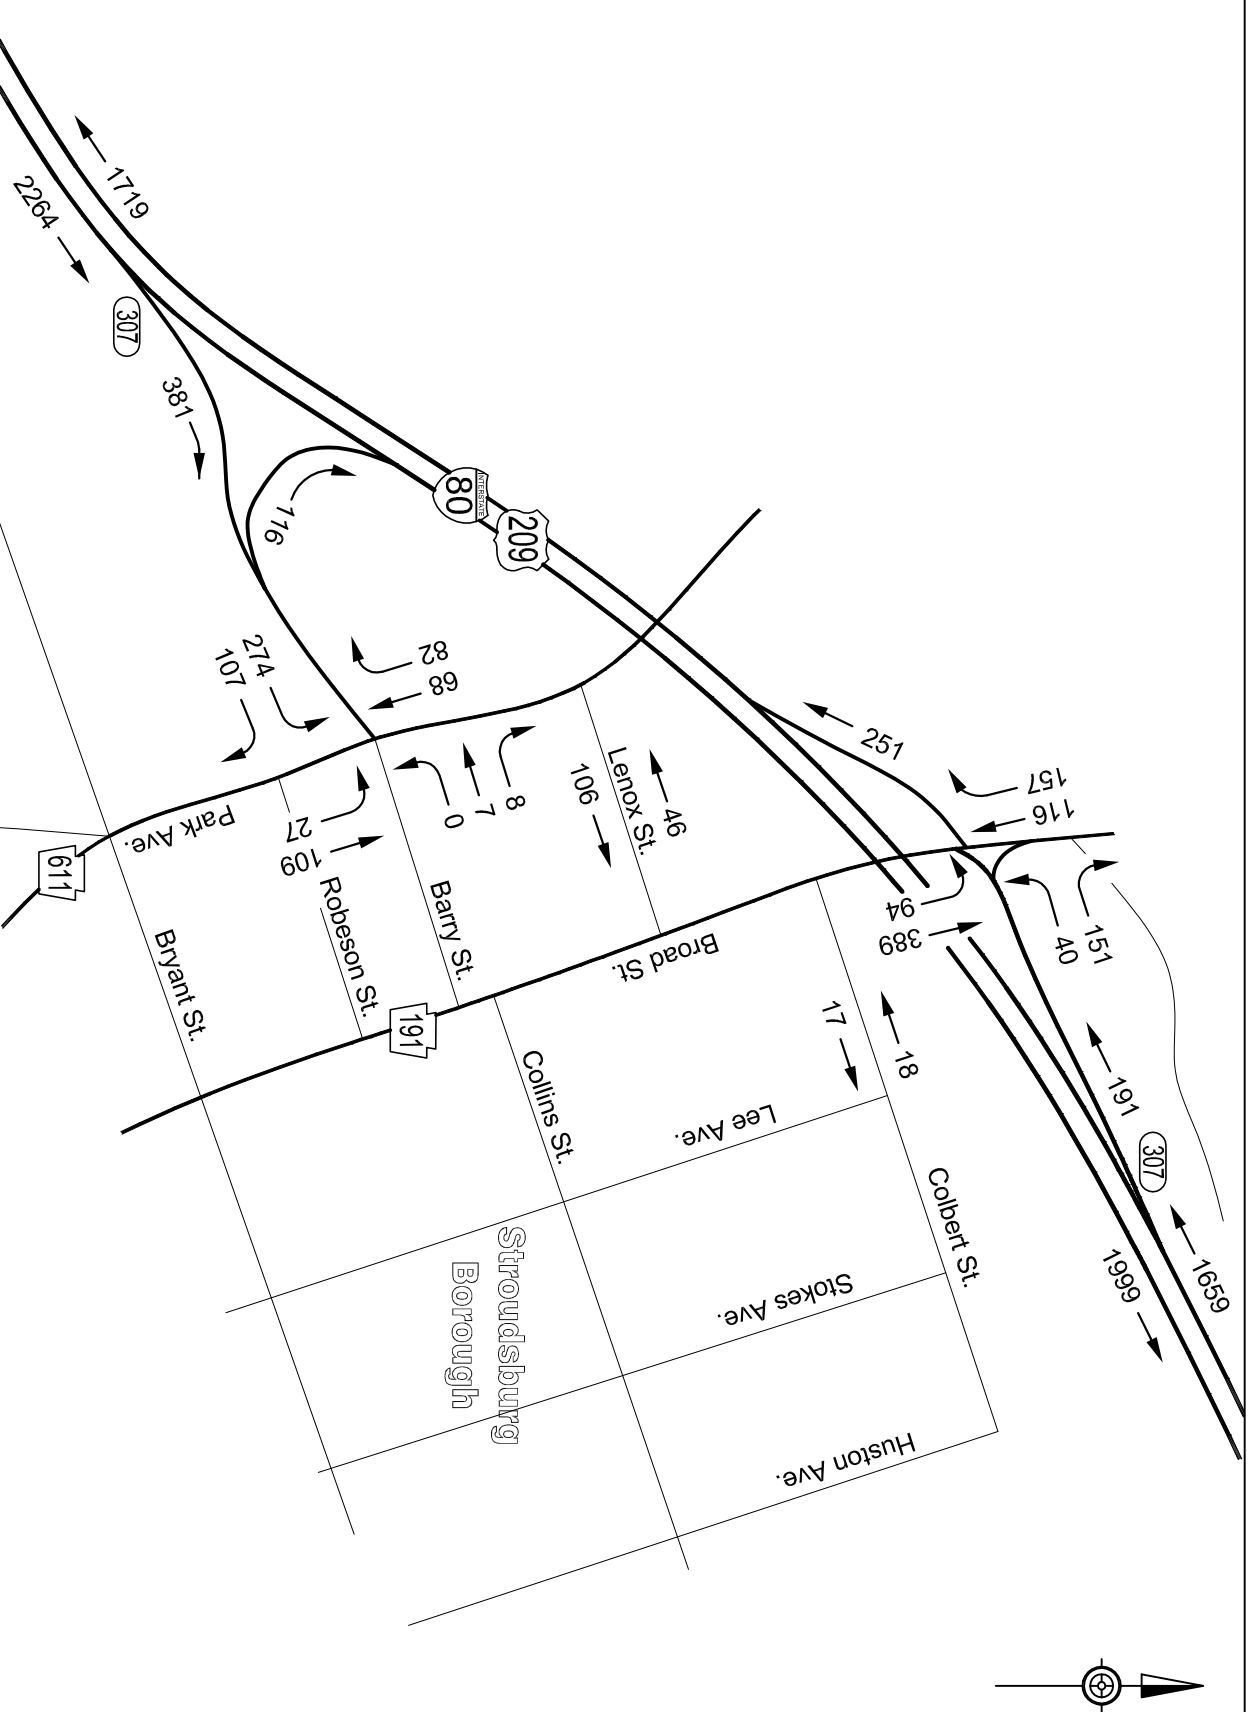 1719
2264
307
381
116
INTERSTATE
80
209
274
107
82
68
251
157
116
Lenox St.
106
46
8
7
0
27
109
Park Ave.
611
94
389
40
151
Robeson St.
Barry St.
Broad St.
Bryant St.
191
17
18
191
307
Collins St.
Lee Ave.
Colbert St.
1659
1999
Stroudsburg
Borough
Stokes Ave.
Huston Ave.